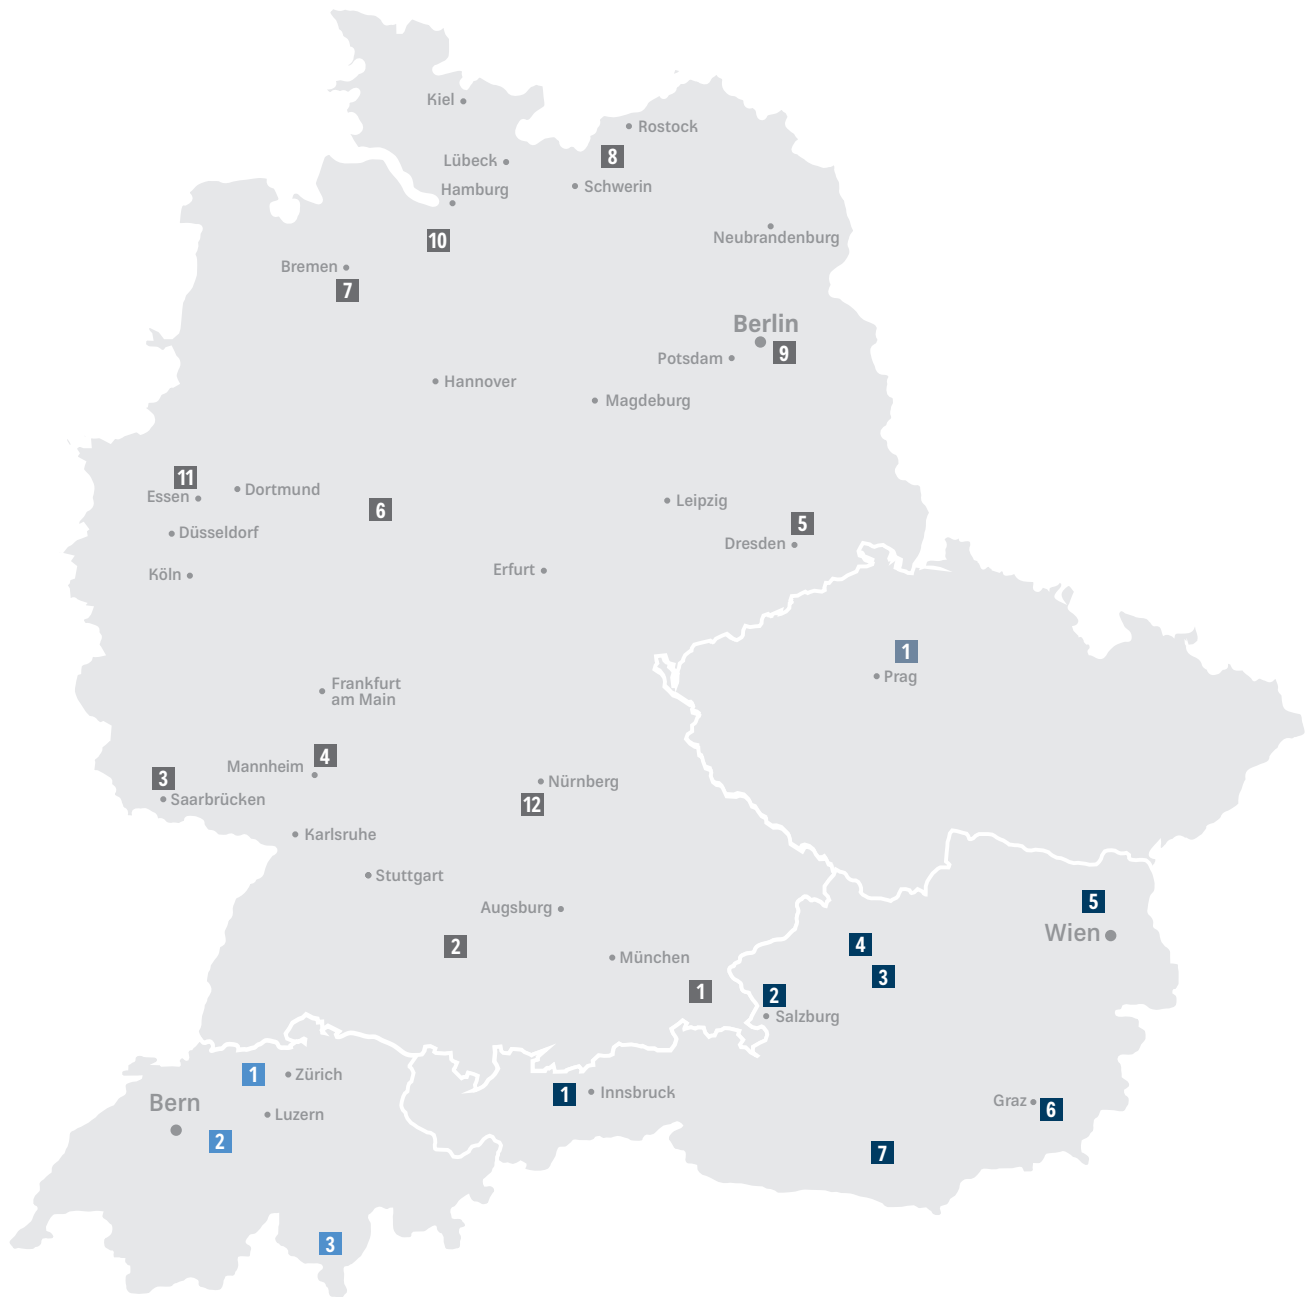 Kiel
Rostock
8
Lübeck
Schwerin
Hamburg
Neubrandenburg
10
Bremen
7
Berlin
9
Potsdam
Hannover
Magdeburg
11
Essen
Dortmund
6
Leipzig
5
Düsseldorf
Dresden
Köln
Erfurt
1
Prag
Frankfurt
am Main
4
Mannheim
3
Saarbrücken
Nürnberg
12
Karlsruhe
Stuttgart
5
Augsburg
Wien
2
4
München
3
1
2
Salzburg
1
Zürich
1
Innsbruck
Bern
Luzern
Graz
6
2
7
3